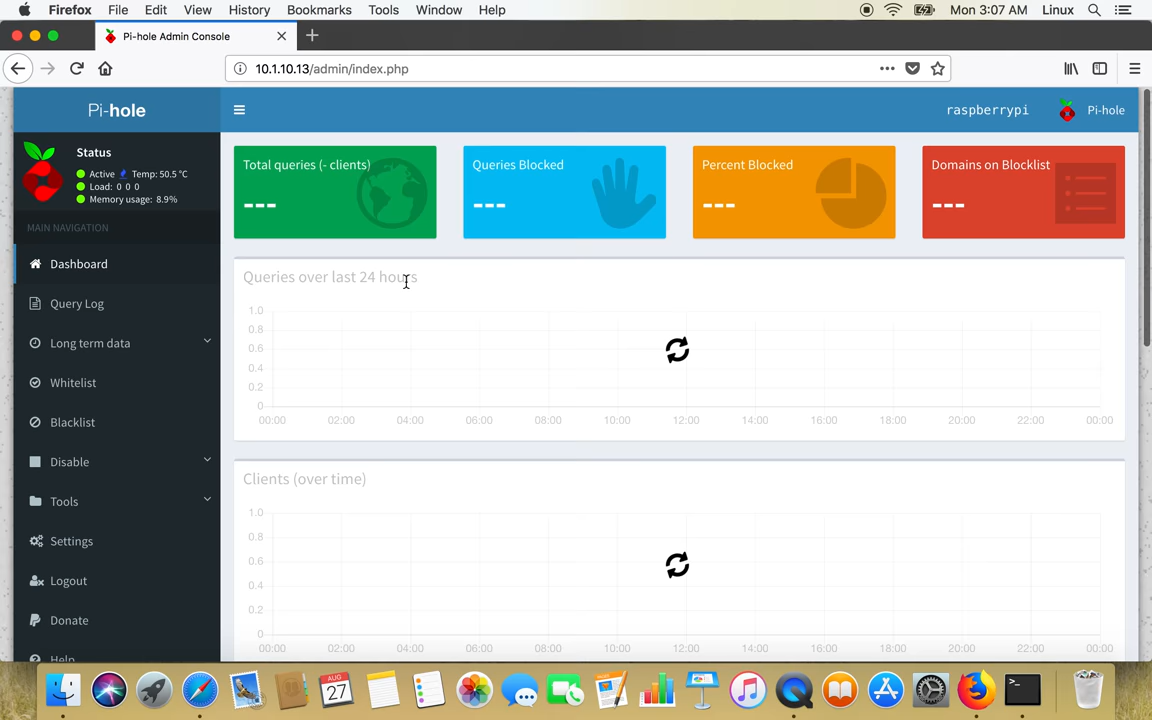 Firefox File Edit View History Bookmarks Tools Window Help Mon 3:07 AM Linux
Pi-hole Admin Console
10.1.10.13/admin/index.php
Pi-hole raspberrypi Pi-hole
Status
Active Temp: 50.5 °C
Load: 0 0 0
Memory usage: 8.9%
MAIN NAVIGATION
Dashboard
Query Log
Long term data
Whitelist
Blacklist
Disable
Tools
Settings
Logout
Donate
Help
Total queries (- clients) Queries Blocked Percent Blocked Domains on Blocklist
--- --- --- ---
Queries over last 24 hours
1.0
0.8
0.6
0.4
0.2
0
00:00 02:00 04:00 06:00 08:00 10:00 12:00 14:00 16:00 18:00 20:00 22:00 00:00
Clients (over time)
1.0
0.8
0.6
0.4
0.2
0
00:00 02:00 04:00 06:00 08:00 10:00 12:00 14:00 16:00 18:00 20:00 22:00 00:00
AUG
27